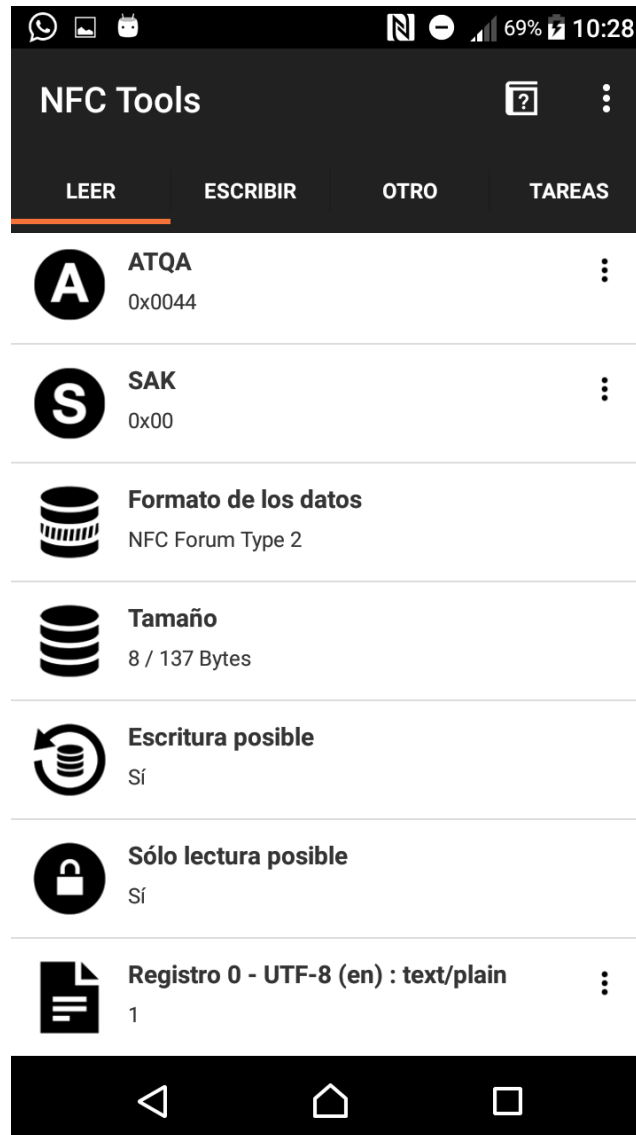 69% 10:28
NFC Tools
LEER ESCRIBIR OTRO TAREAS
A
ATQA
0x0044
S
SAK
0x00
Formato de los datos
NFC Forum Type 2
Tamaño
8 / 137 Bytes
Escritura posible
Sí
Sólo lectura posible
Sí
Registro 0 - UTF-8 (en) : text/plain
1